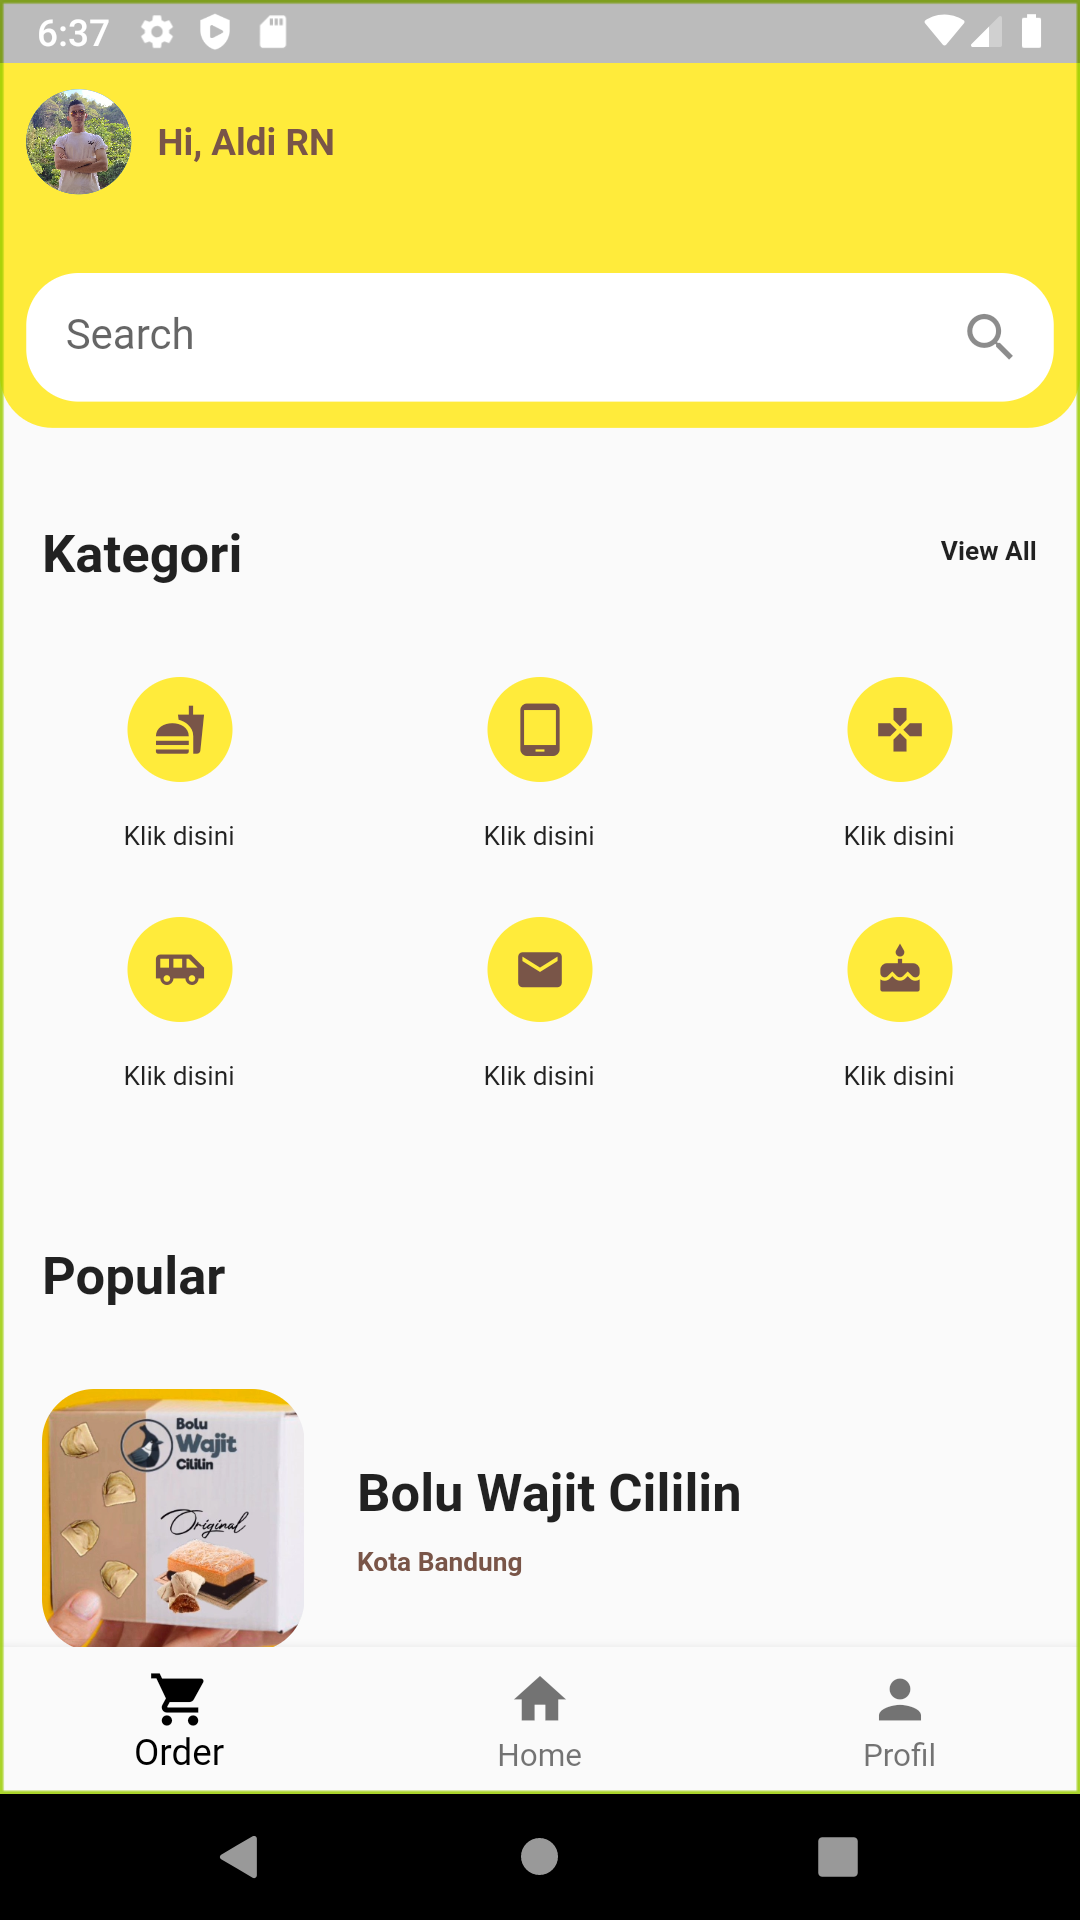 6:37
Hi, Aldi RN
Search
Kategori
View All
Klik disini
Klik disini
Klik disini
Klik disini
Klik disini
Klik disini
Popular
Bolu
Wajit
Cililin
Original
Bolu Wajit Cililin
Kota Bandung
Order
Home
Profil